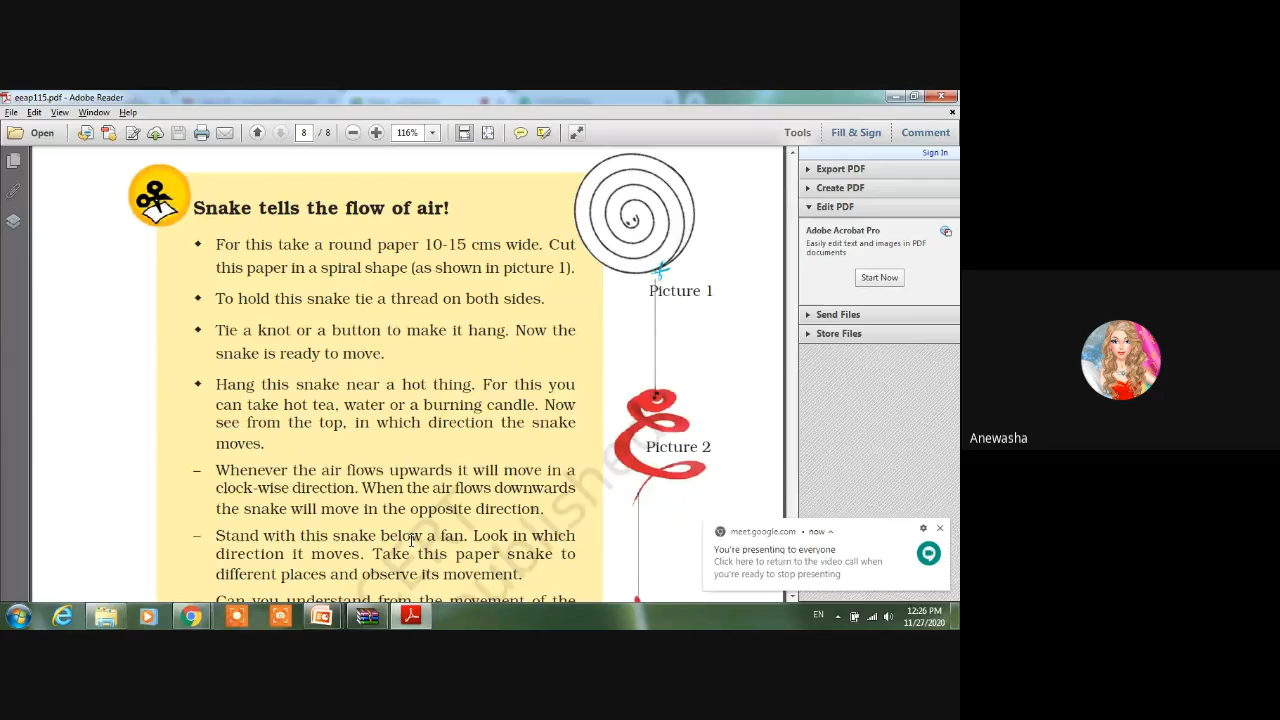 eeap115.pdf - Adobe Reader
File Edit View Window Help
Open 8 / 8 116% Tools Fill & Sign Comment
Sign In
Export PDF
Create PDF
Edit PDF
Adobe Acrobat Pro
Easily edit text and images in PDF
documents
Start Now
Send Files
Store Files
Snake tells the flow of air!
For this take a round paper 10-15 cms wide. Cut
this paper in a spiral shape (as shown in picture 1).
To hold this snake tie a thread on both sides.
Tie a knot or a button to make it hang. Now the
snake is ready to move.
Hang this snake near a hot thing. For this you
can take hot tea, water or a burning candle. Now
see from the top, in which direction the snake
moves.
– Whenever the air flows upwards it will move in a
clock-wise direction. When the air flows downwards
the snake will move in the opposite direction.
– Stand with this snake below a fan. Look in which
direction it moves. Take this paper snake to
different places and observe its movement.
Can you understand from the movement of the
Picture 1
Picture 2
meet.google.com • now
You're presenting to everyone
Click here to return to the video call when
you're ready to stop presenting
EN
12:26 PM
11/27/2020
Anewasha